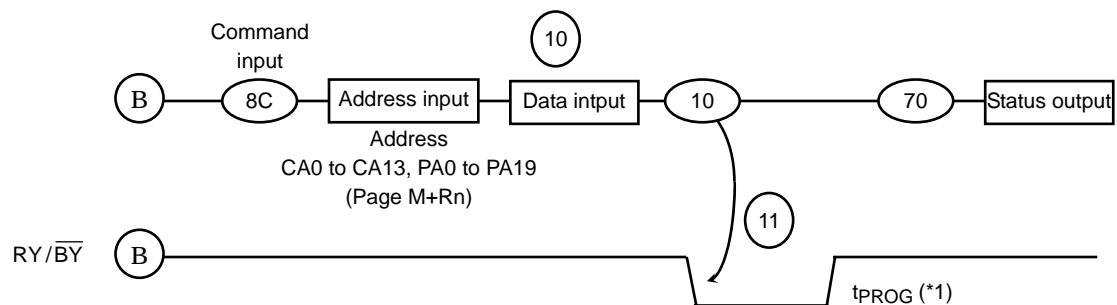 Command
input
10
B
8C
Address input
Data intput
10
70
Status output
Address
CA0 to CA13, PA0 to PA19
(Page M+Rn)
11
RY/BY
B
tPROG (*1)